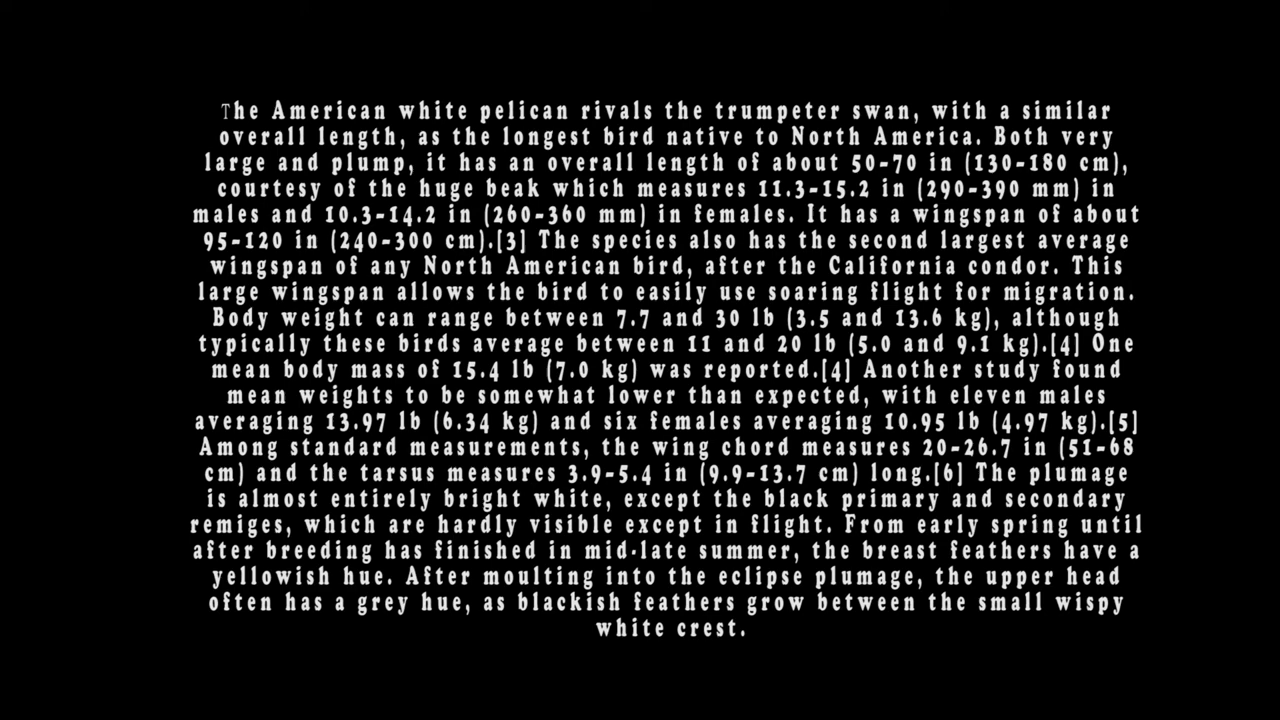 The American white pelican rivals the trumpeter swan, with a similar
overall length, as the longest bird native to North America. Both very
large and plump, it has an overall length of about 50-70 in (130-180 cm),
courtesy of the huge beak which measures 11.3-15.2 in (290-390 mm) in
males and 10.3-14.2 in (260-360 mm) in females. It has a wingspan of about
95-120 in (240-300 cm).[3] The species also has the second largest average
wingspan of any North American bird, after the California condor. This
large wingspan allows the bird to easily use soaring flight for migration.
Body weight can range between 7.7 and 30 lb (3.5 and 13.6 kg), although
typically these birds average between 11 and 20 lb (5.0 and 9.1 kg).[4] One
mean body mass of 15.4 lb (7.0 kg) was reported.[4] Another study found
mean weights to be somewhat lower than expected, with eleven males
averaging 13.97 lb (6.34 kg) and six females averaging 10.95 lb (4.97 kg).[5]
Among standard measurements, the wing chord measures 20-26.7 in (51-68
cm) and the tarsus measures 3.9-5.4 in (9.9-13.7 cm) long.[6] The plumage
is almost entirely bright white, except the black primary and secondary
remiges, which are hardly visible except in flight. From early spring until
after breeding has finished in mid-late summer, the breast feathers have a
yellowish hue. After moulting into the eclipse plumage, the upper head
often has a grey hue, as blackish feathers grow between the small wispy
white crest.